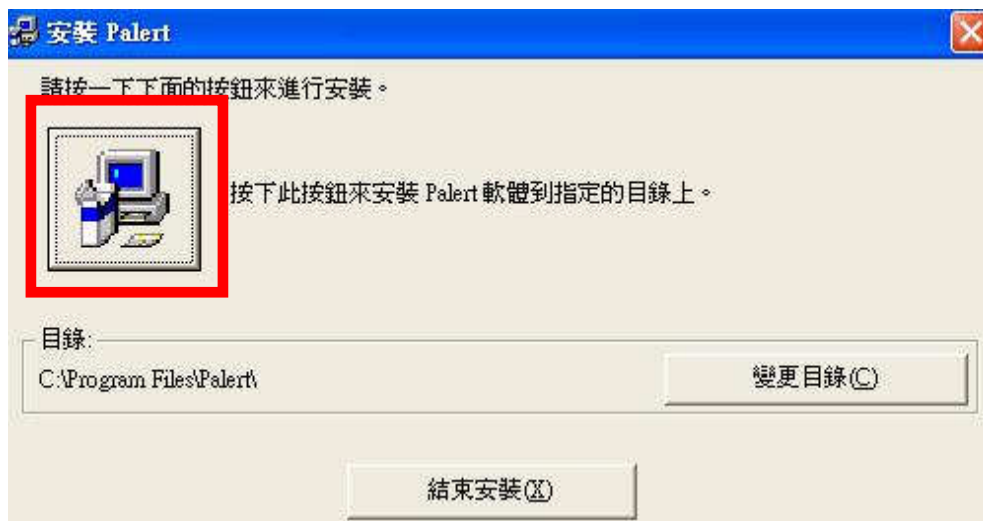 安裝 Palert
請按一下下面的按鈕來進行安裝。
按下此按鈕來安裝 Palert 軟體到指定的目錄上。
目錄:
C:\Program Files\Palert\
變更目錄(C)
結束安裝(X)